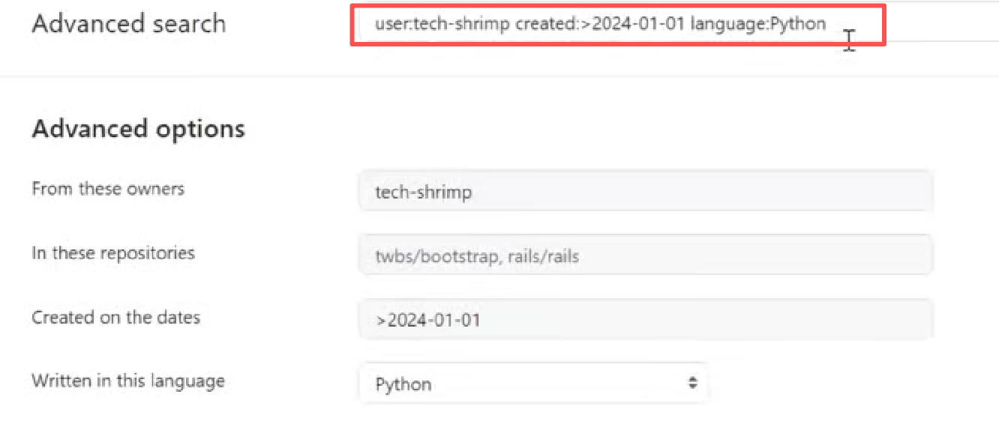 Advanced search
user:tech-shrimp created:>2024-01-01 language:Python
Advanced options
From these owners
tech-shrimp
In these repositories
twbs/bootstrap, rails/rails
Created on the dates
>2024-01-01
Written in this language
Python